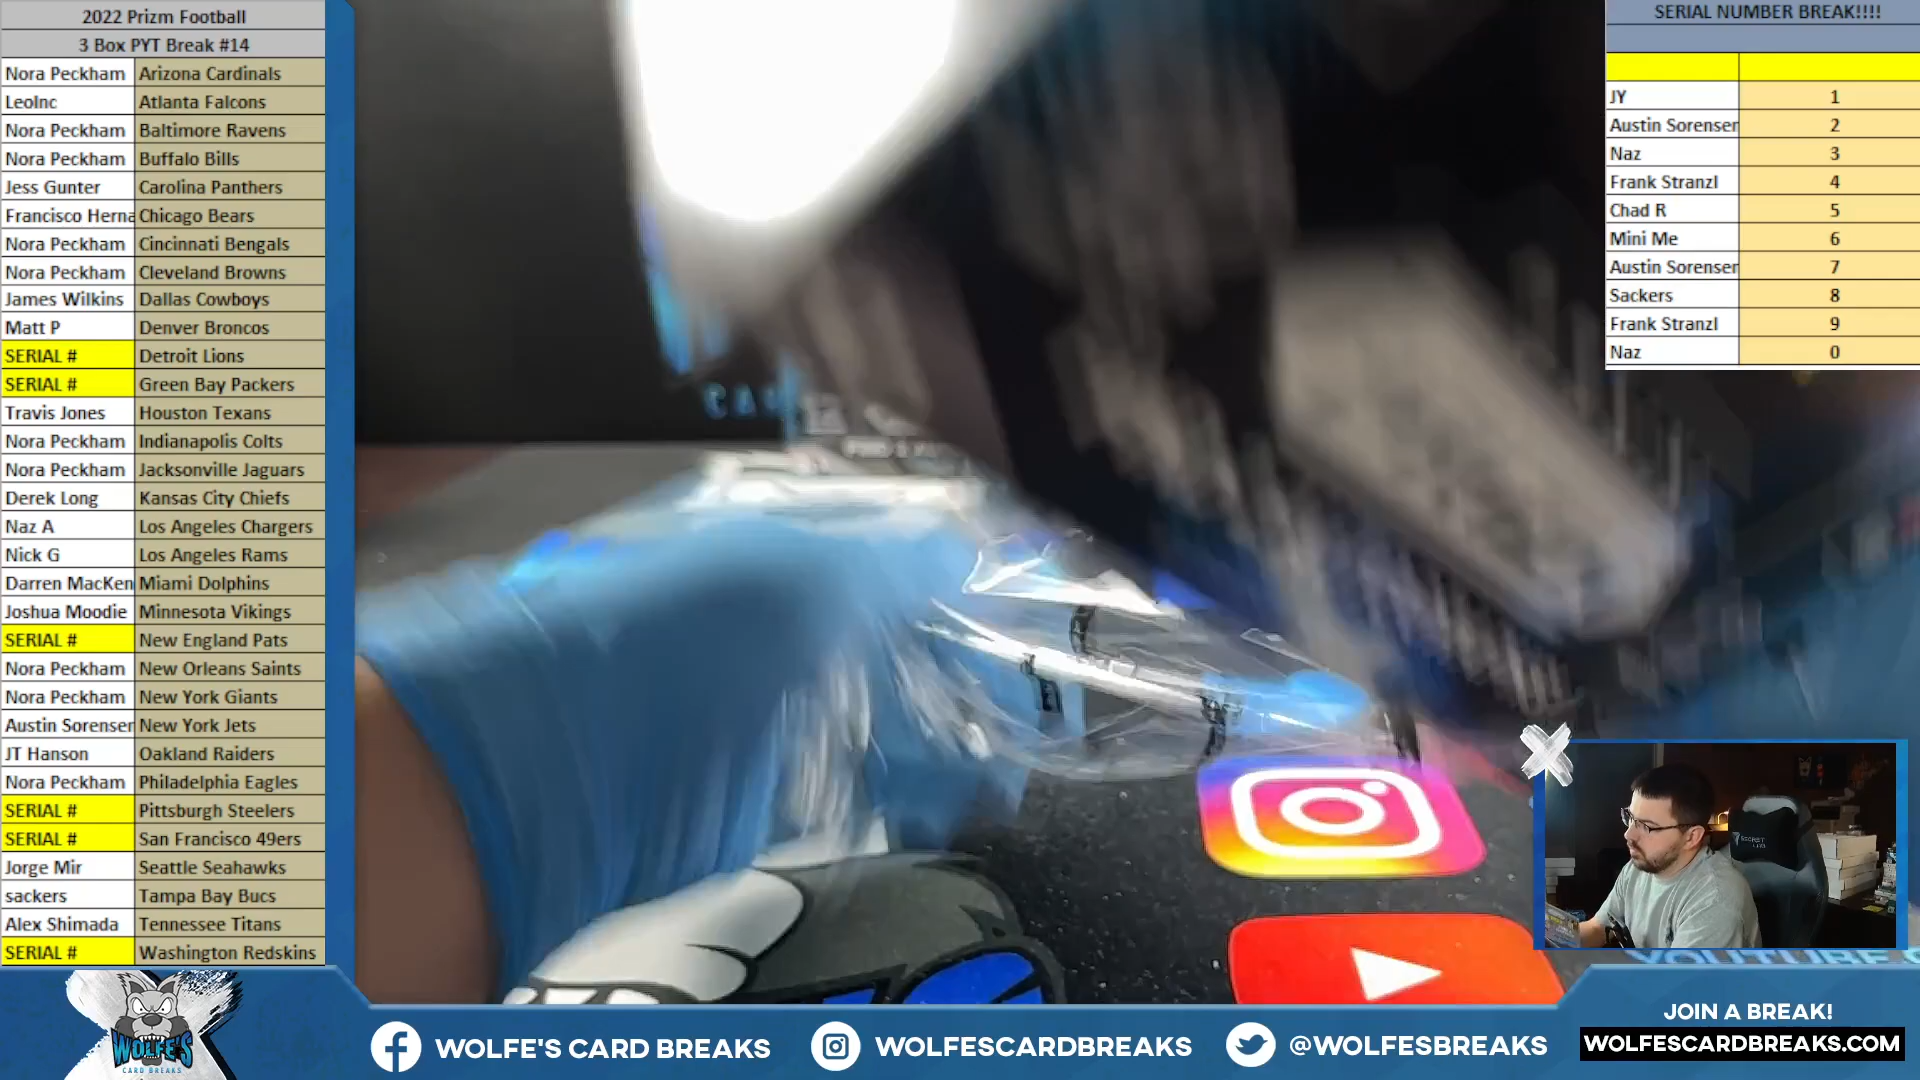 2022 Prizm Football
3 Box PYT Break #14
Nora Peckham Arizona Cardinals
LeoInc Atlanta Falcons
Nora Peckham Baltimore Ravens
Nora Peckham Buffalo Bills
Jess Gunter Carolina Panthers
Francisco Herna Chicago Bears
Nora Peckham Cincinnati Bengals
Nora Peckham Cleveland Browns
James Wilkins Dallas Cowboys
Matt P Denver Broncos
SERIAL # Detroit Lions
SERIAL # Green Bay Packers
Travis Jones Houston Texans
Nora Peckham Indianapolis Colts
Nora Peckham Jacksonville Jaguars
Derek Long Kansas City Chiefs
Naz A Los Angeles Chargers
Nick G Los Angeles Rams
Darren MacKen Miami Dolphins
Joshua Moodie Minnesota Vikings
SERIAL # New England Pats
Nora Peckham New Orleans Saints
Nora Peckham New York Giants
Austin Sorenser New York Jets
JT Hanson Oakland Raiders
Nora Peckham Philadelphia Eagles
SERIAL # Pittsburgh Steelers
SERIAL # San Francisco 49ers
Jorge Mir Seattle Seahawks
sackers Tampa Bay Bucs
Alex Shimada Tennessee Titans
SERIAL # Washington Redskins
SERIAL NUMBER BREAK!!!!
JY 1
Austin Sorenser 2
Naz 3
Frank Stranzl 4
Chad R 5
Mini Me 6
Austin Sorenser 7
Sackers 8
Frank Stranzl 9
Naz 0
WOLFE'S
CARD BREAKS
WOLFE'S CARD BREAKS
WOLFESCARDBREAKS
@WOLFESBREAKS
JOIN A BREAK!
WOLFESCARDBREAKS.COM